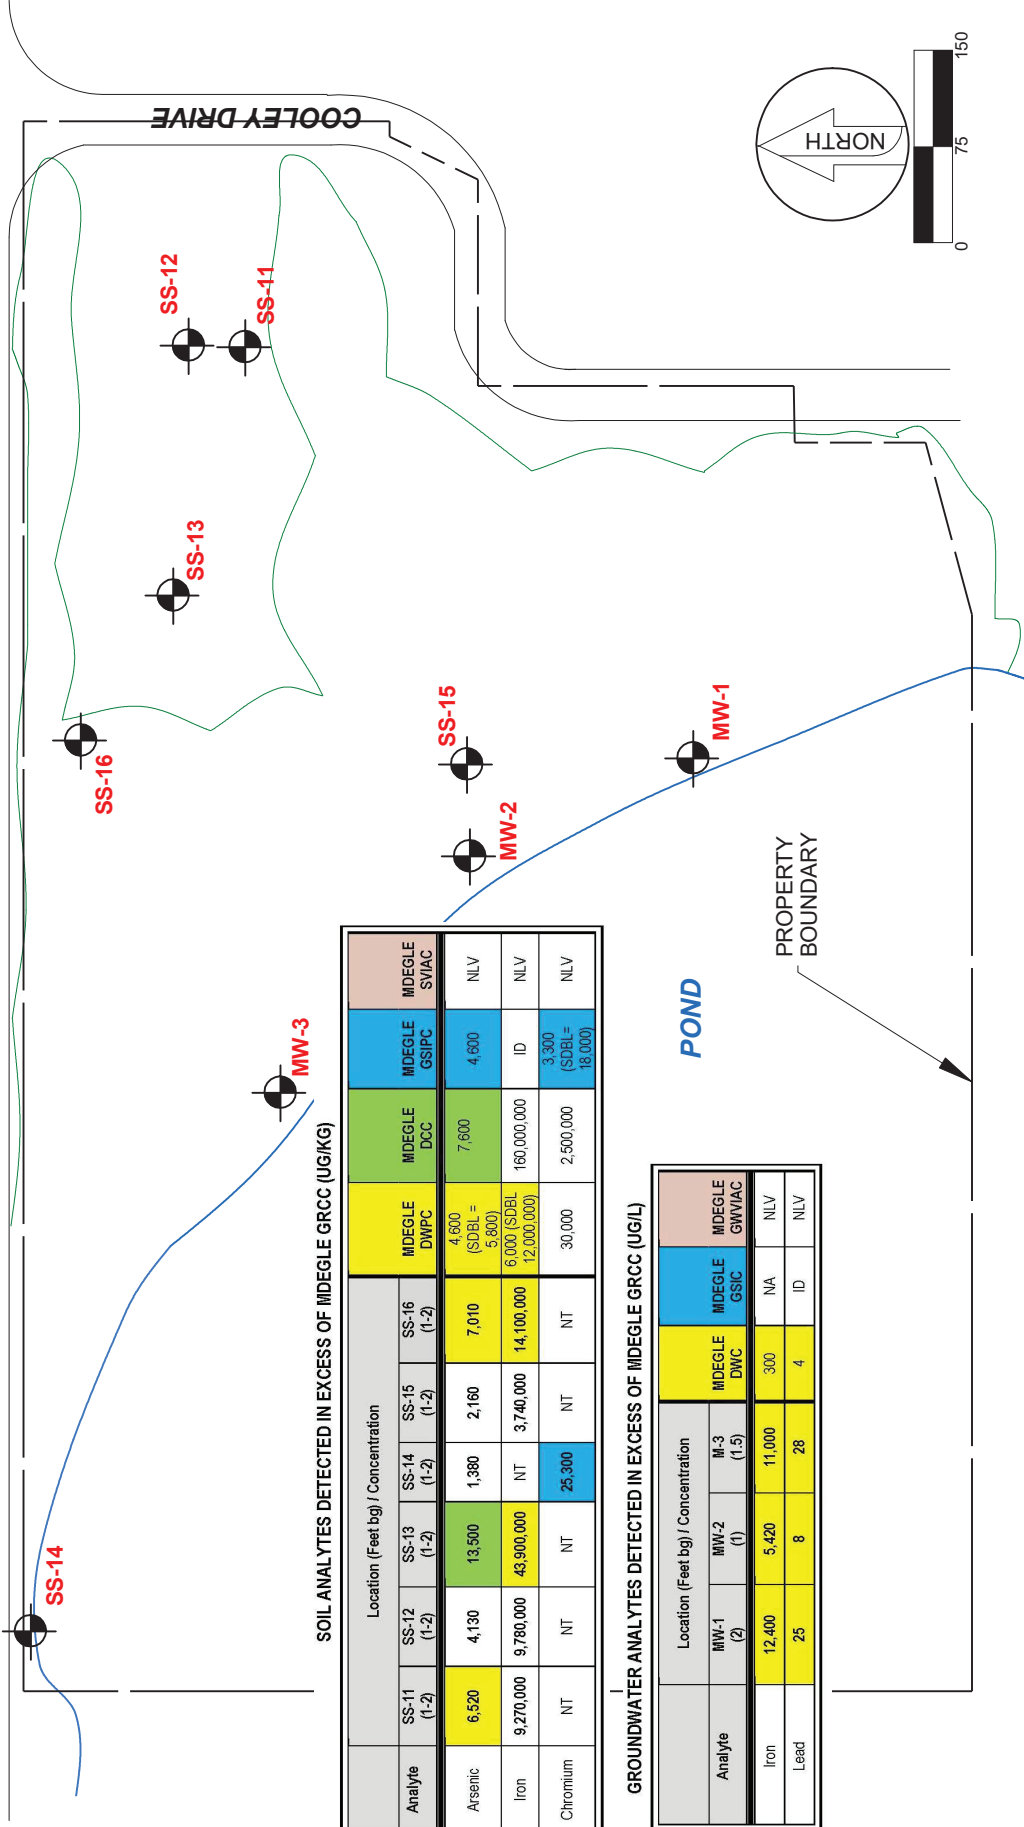 COOLEY DRIVE
NORTH
0 75 150
SS-12
SS-11
SS-13
SS-16
SS-15
MW-1
MW-2
MW-3
SS-14
POND
PROPERTY
BOUNDARY
SOIL ANALYTES DETECTED IN EXCESS OF MDEGLE GRCC (UG/KG)
Analyte
Location (Feet bg) / Concentration
SS-11 (1-2)
SS-12 (1-2)
SS-13 (1-2)
SS-14 (1-2)
SS-15 (1-2)
SS-16 (1-2)
MDEGLE DWPC
MDEGLE DCC
MDEGLE GSIPC
MDEGLE SVIAC
Arsenic 6,520 4,130 13,500 1,380 2,160 7,010 4,600 (SDBL = 5,800) 7,600 4,600 NLV
Iron 9,270,000 9,780,000 43,900,000 NT 3,740,000 14,100,000 6,000 (SDBL 12,000,000) 160,000,000 ID NLV
Chromium NT NT NT 25,300 NT NT 30,000 2,500,000 3,300 (SDBL= 18,000) NLV
GROUNDWATER ANALYTES DETECTED IN EXCESS OF MDEGLE GRCC (UG/L)
Analyte
Location (Feet bg) / Concentration
MW-1 (2)
MW-2 (1)
M-3 (1.5)
MDEGLE DWC
MDEGLE GSIC
MDEGLE GWVIAC
Iron 12,400 5,420 11,000 300 NA NLV
Lead 25 8 28 4 ID NLV